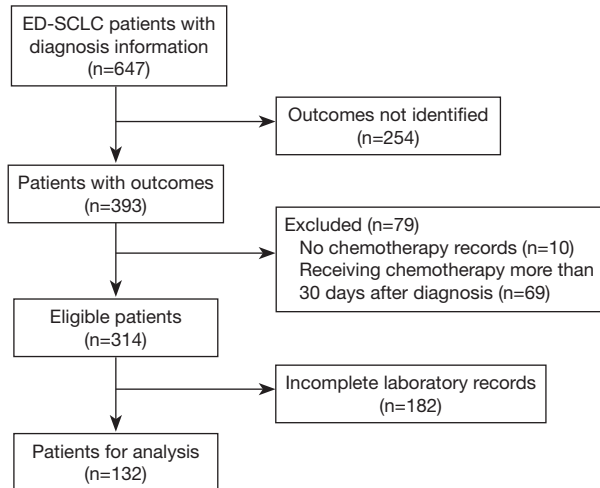 ED-SCLC patients with
diagnosis information
(n=647)
Outcomes not identified
(n=254)
Patients with outcomes
(n=393)
Excluded (n=79)
No chemotherapy records (n=10)
Receiving chemotherapy more than
30 days after diagnosis (n=69)
Eligible patients
(n=314)
Incomplete laboratory records
(n=182)
Patients for analysis
(n=132)